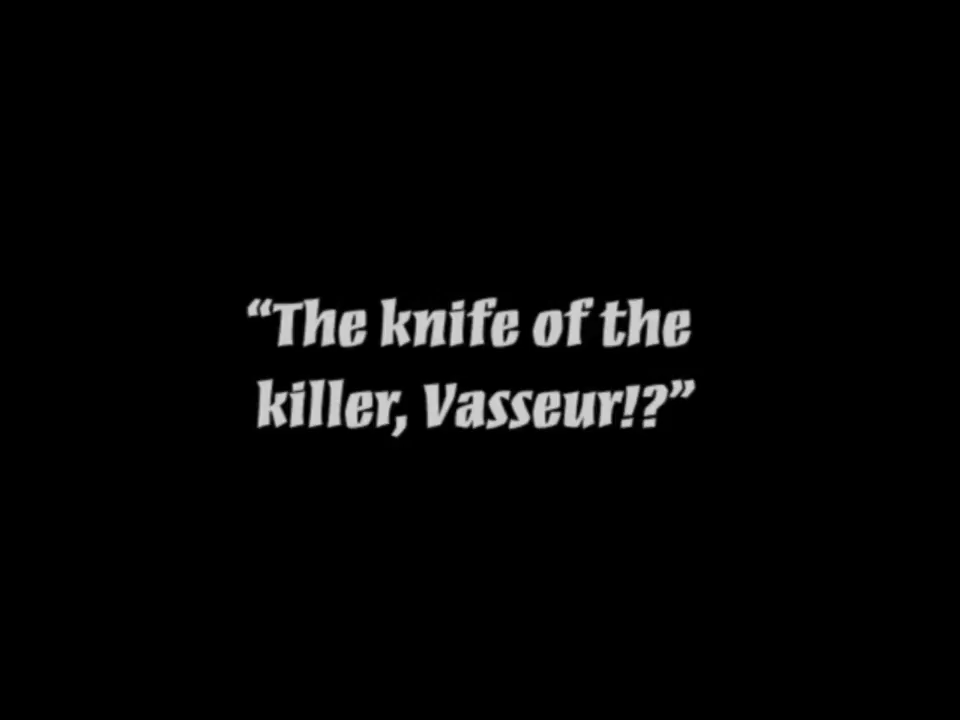 “The knife of the
killer, Vasseur!?”